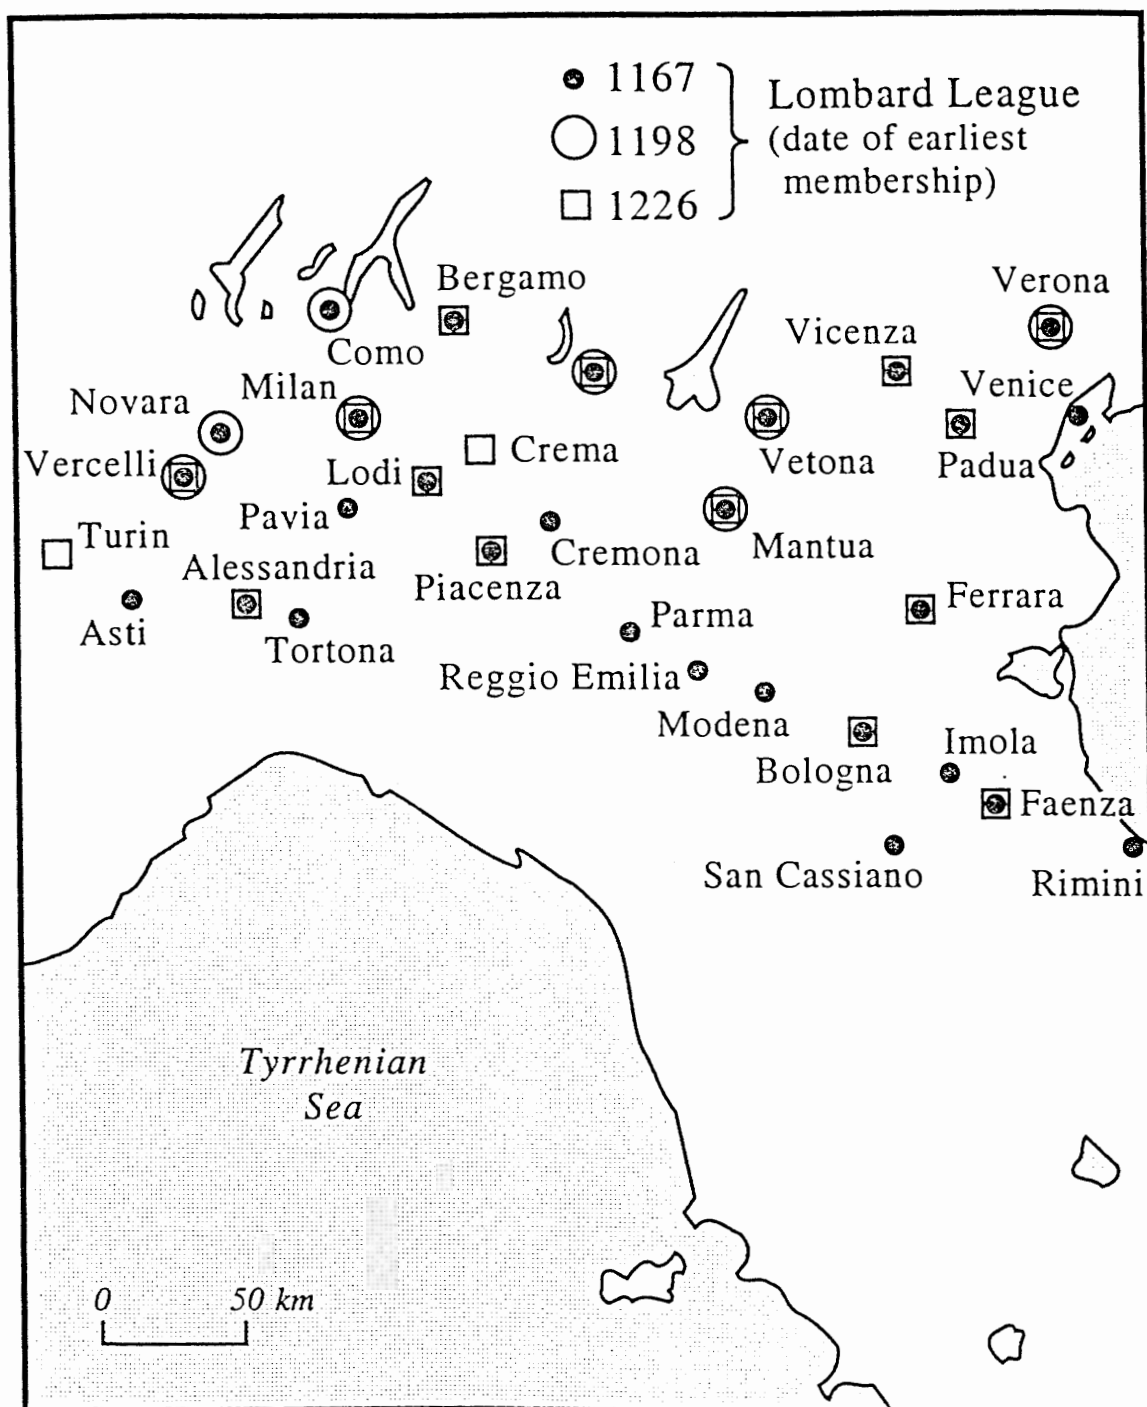 1167
1198
1226
Lombard League
(date of earliest
membership)
Bergamo
Verona
Vicenza
Como
Milan
Novara
Venice
Vercelli
Lodi
Crema
Vetona
Padua
Pavia
Turin
Cremona
Mantua
Alessandria
Piacenza
Ferrara
Asti
Tortona
Parma
Reggio Emilia
Modena
Imola
Bologna
Faenza
San Cassiano
Rimini
Tyrrhenian
Sea
0 50 km